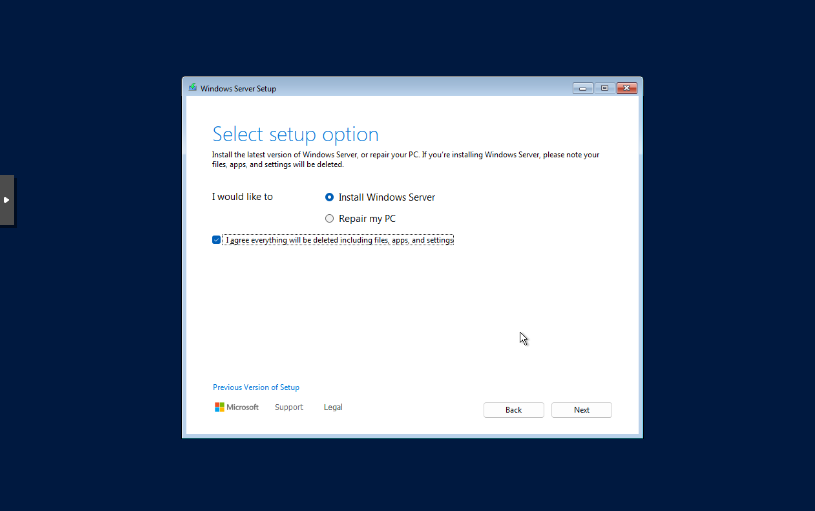 Windows Server Setup
Select setup option
Install the latest version of Windows Server, or repair your PC. If you're installing Windows Server, please note your
files, apps, and settings will be deleted.
I would like to
Install Windows Server
Repair my PC
I agree everything will be deleted including files, apps, and settings
Previous Version of Setup
Microsoft Support Legal
Back Next